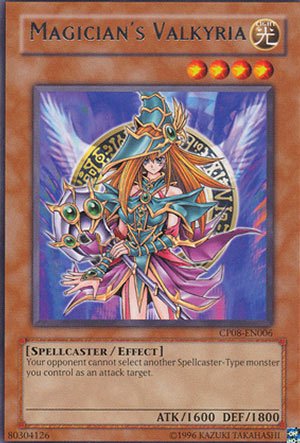 MAGICIAN'S VALKYRIA
LIGHT
光
CP08-EN006
[SPELLCASTER / EFFECT]
Your opponent cannot select another Spellcaster-Type monster
you control as an attack target.
ATK/1600 DEF/1800
80304126
©1996 KAZUKI TAKAHASHI